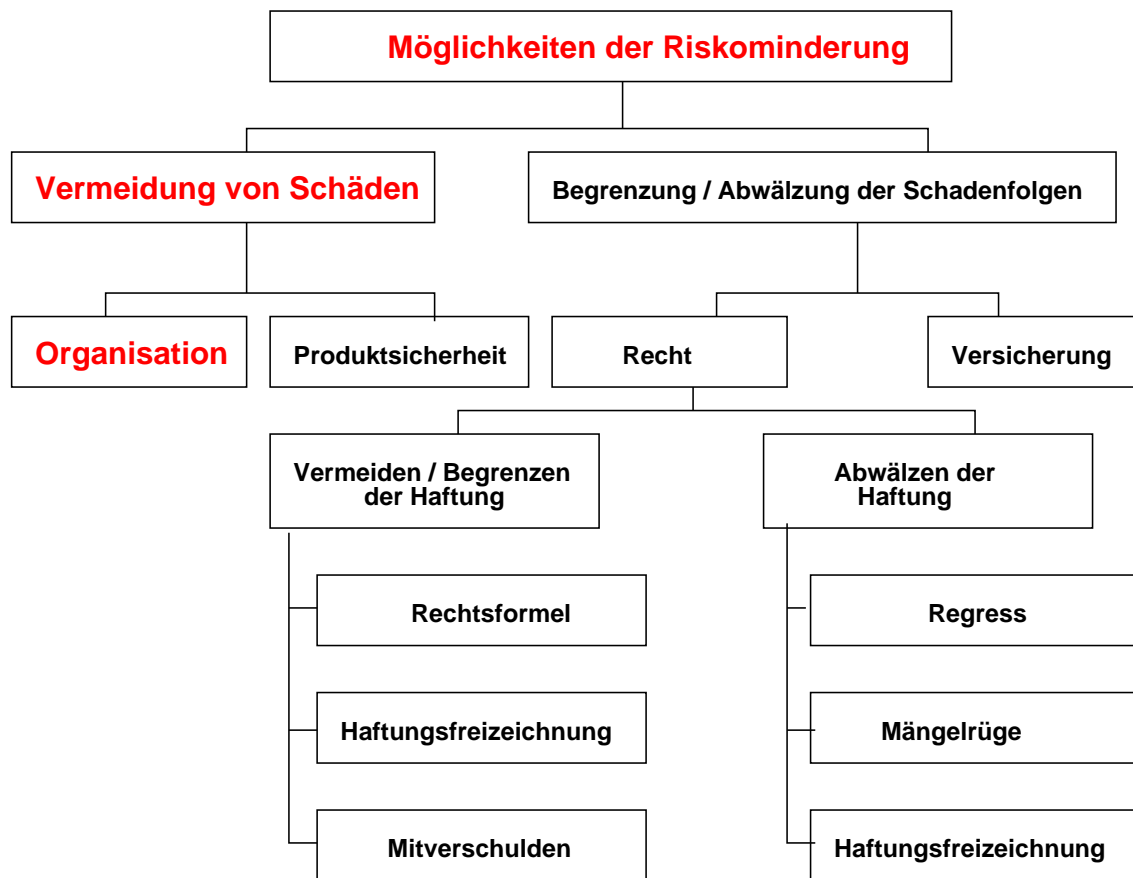 Möglichkeiten der Riskominderung
Vermeidung von Schäden
Begrenzung / Abwälzung der Schadenfolgen
Organisation
Produktsicherheit
Recht
Versicherung
Vermeiden / Begrenzen
der Haftung
Abwälzen der
Haftung
Rechtsformel
Regress
Haftungsfreizeichnung
Mängelrüge
Mitverschulden
Haftungsfreizeichnung